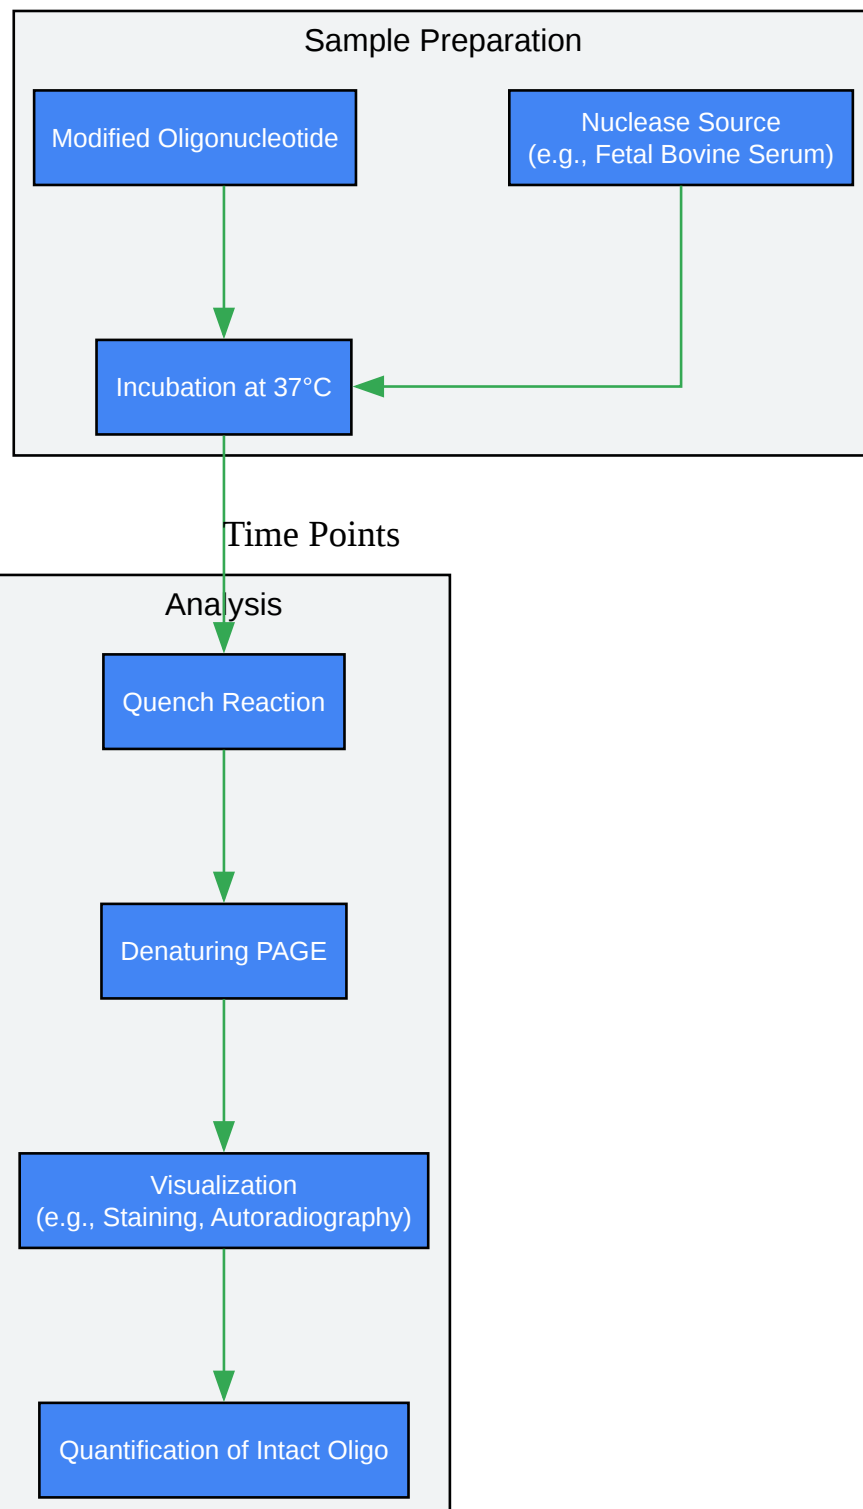 Sample Preparation
Modified Oligonucleotide
Nuclease Source
(e.g., Fetal Bovine Serum)
Incubation at 37°C
Time Points
Analysis
Quench Reaction
Denaturing PAGE
Visualization
(e.g., Staining, Autoradiography)
Quantification of Intact Oligo